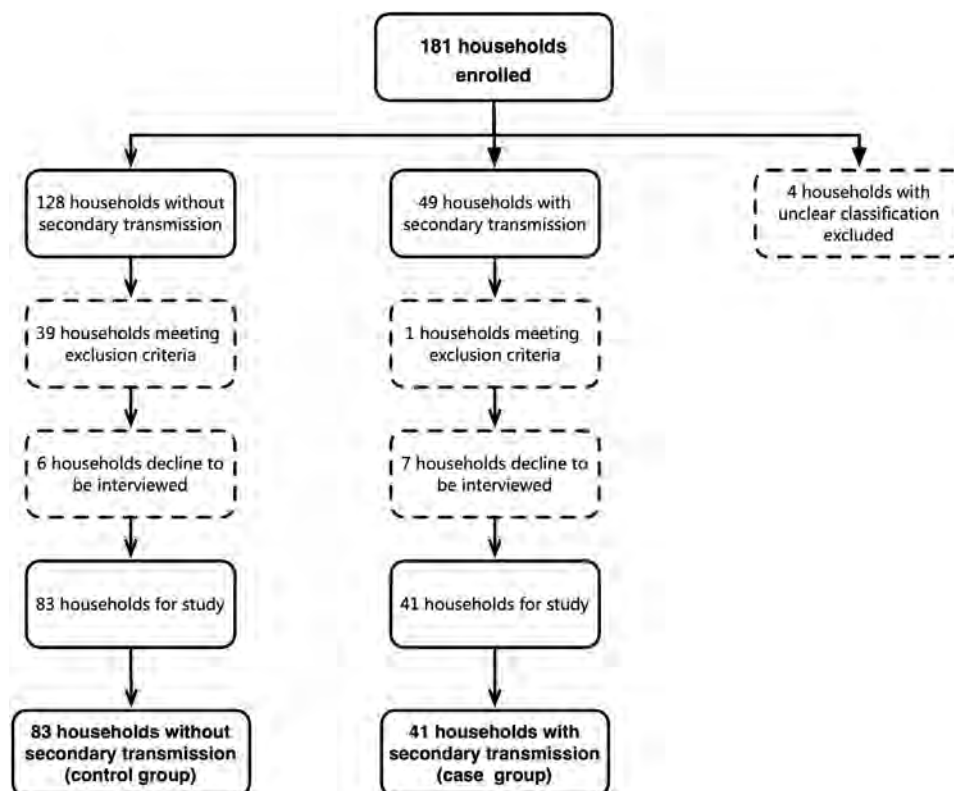 181 households
enrolled
128 households without
secondary transmission
49 households with
secondary transmission
4 households with
unclear classification
excluded
39 households meeting
exclusion criteria
1 households meeting
exclusion criteria
6 households decline to
be interviewed
7 households decline to
be interviewed
83 households for study
41 households for study
83 households without
secondary transmission
(control group)
41 households with
secondary transmission
(case group)